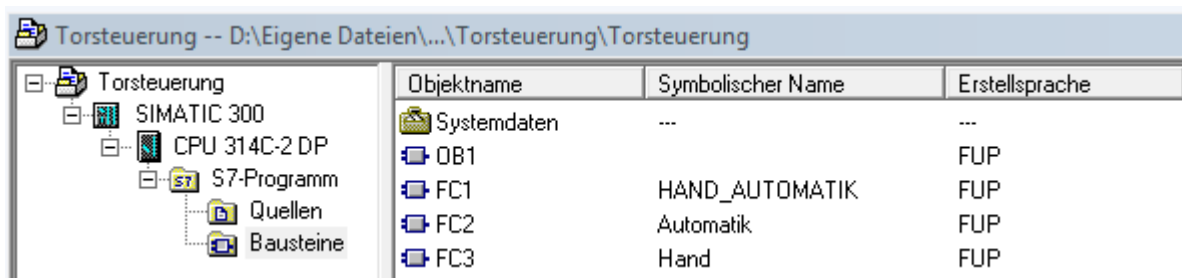 Torsteuerung -- D:\Eigene Dateien\...\Torsteuerung\Torsteuerung
Torsteuerung
SIMATIC 300
CPU 314C-2 DP
S7-Programm
Quellen
Bausteine
Objektname Symbolischer Name Erstellsprache
Systemdaten --- ---
OB1 FUP
FC1 HAND_AUTOMATIK FUP
FC2 Automatik FUP
FC3 Hand FUP